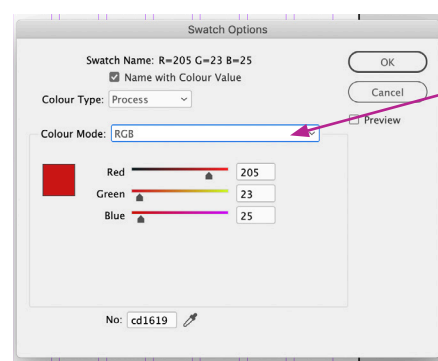 Swatch Options
Swatch Name: R=205 G=23 B=25
Name with Colour Value
Colour Type: Process
Colour Mode: RGB
Red 205
Green 23
Blue 25
No: cd1619
OK
Cancel
Preview